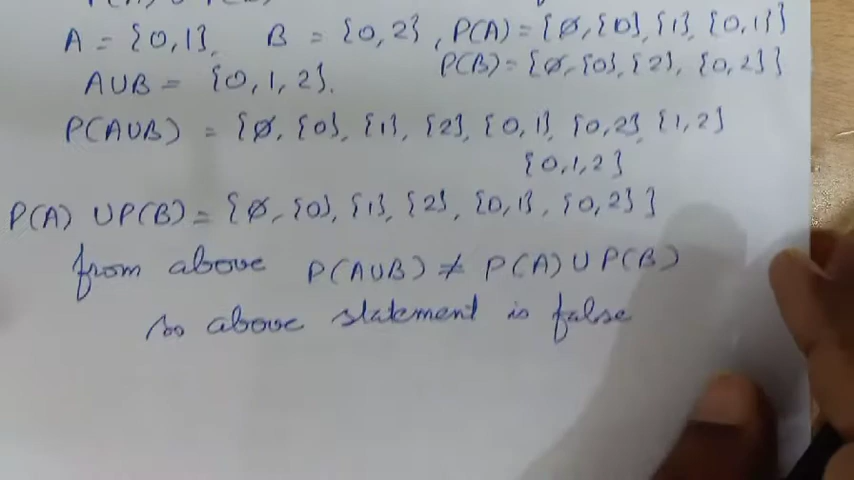 A = {0,1}, B = {0,2}, P(A) = {∅, {0}, {1}, {0,1}}
P(B) = {∅, {0}, {2}, {0,2}}
A∪B = {0,1,2}.
P(A∪B) = {∅, {0}, {1}, {2}, {0,1}, {0,2}, {1,2}
{0,1,2}
P(A) ∪P(B) = {∅, {0}, {1}, {2}, {0,1}, {0,2}}
from above P(A∪B) ≠ P(A) ∪ P(B)
so above statement is false